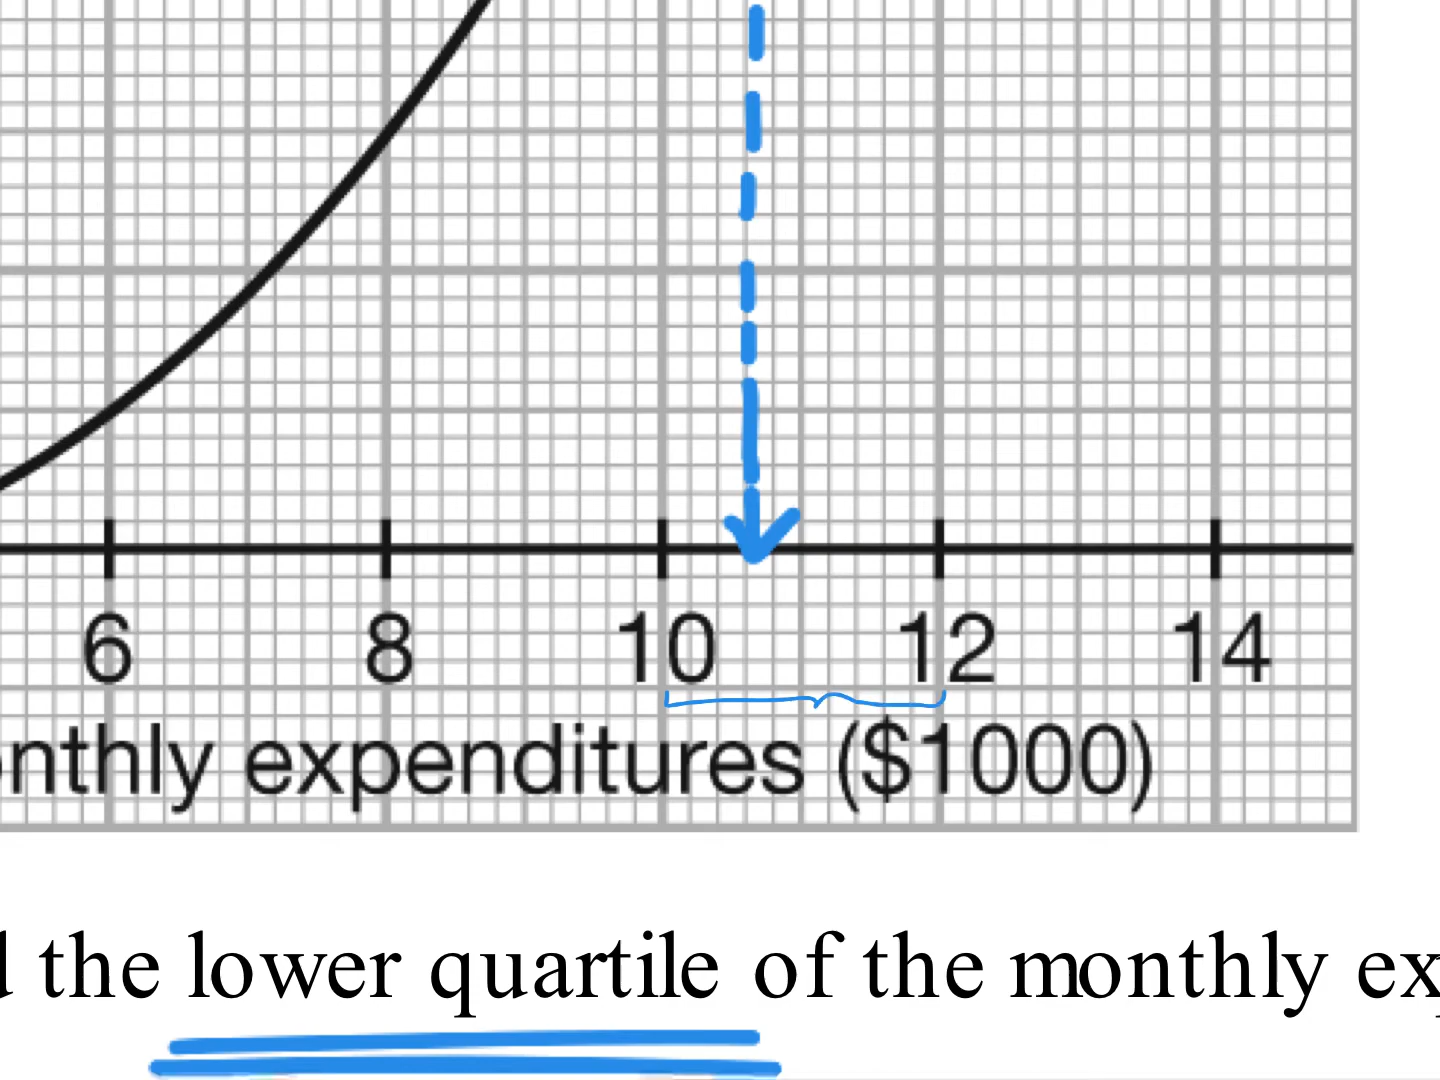 6 8 10 12 14
nthly expenditures ($1000)
the lower quartile of the monthly ex